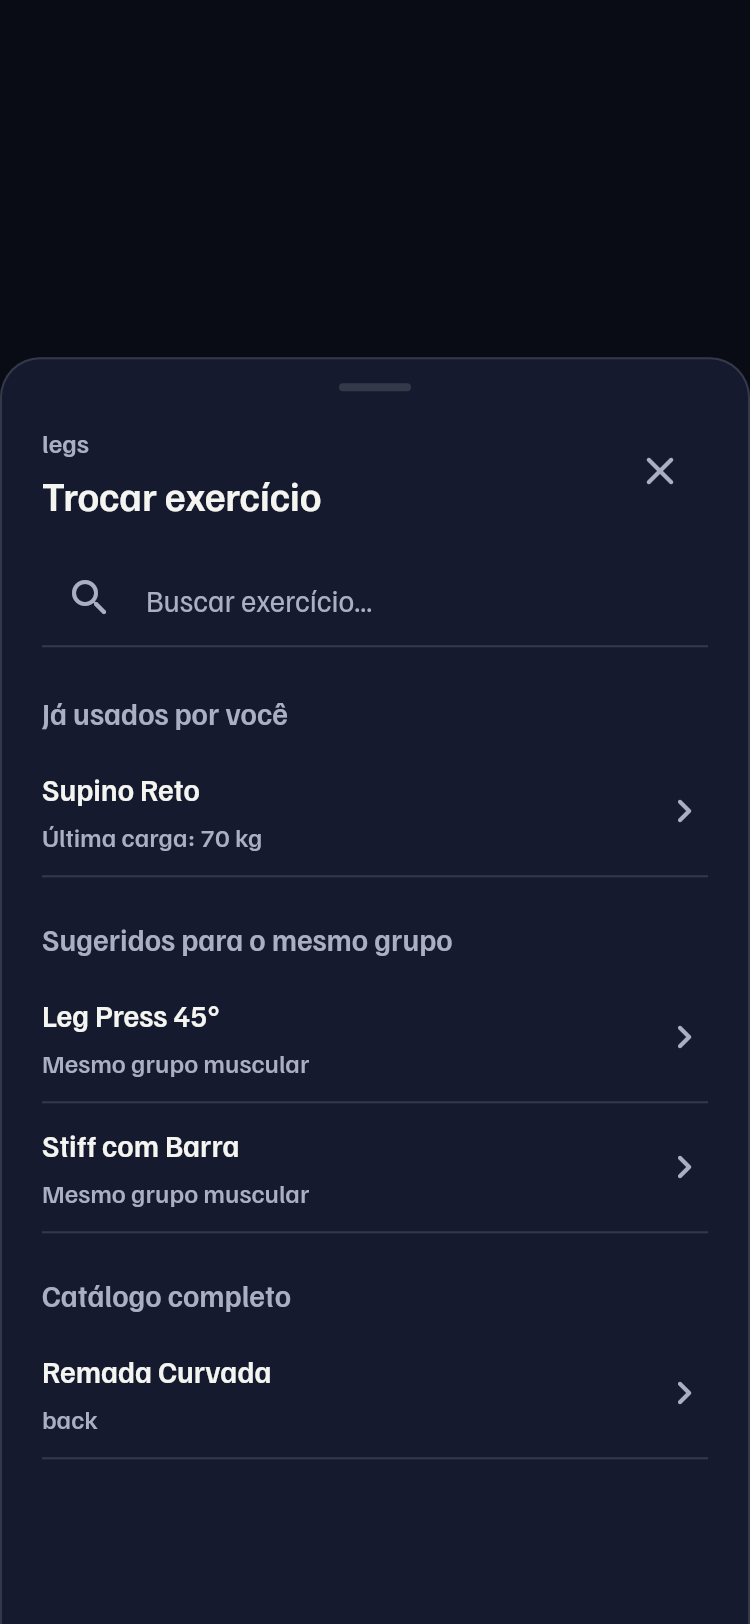 legs
Trocar exercício
Buscar exercício...
Já usados por você
Supino Reto
Última carga: 70 kg
Sugeridos para o mesmo grupo
Leg Press 45°
Mesmo grupo muscular
Stiff com Barra
Mesmo grupo muscular
Catálogo completo
Remada Curvada
back